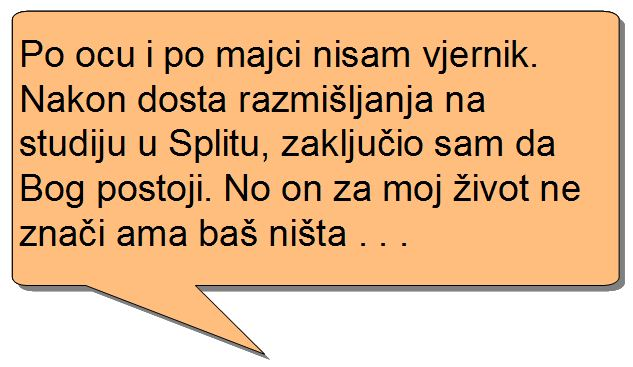 Po ocu i po majci nisam vjernik.
Nakon dosta razmišljanja na
studiju u Splitu, zaključio sam da
Bog postoji. No on za moj život ne
znači ama baš ništa . . .